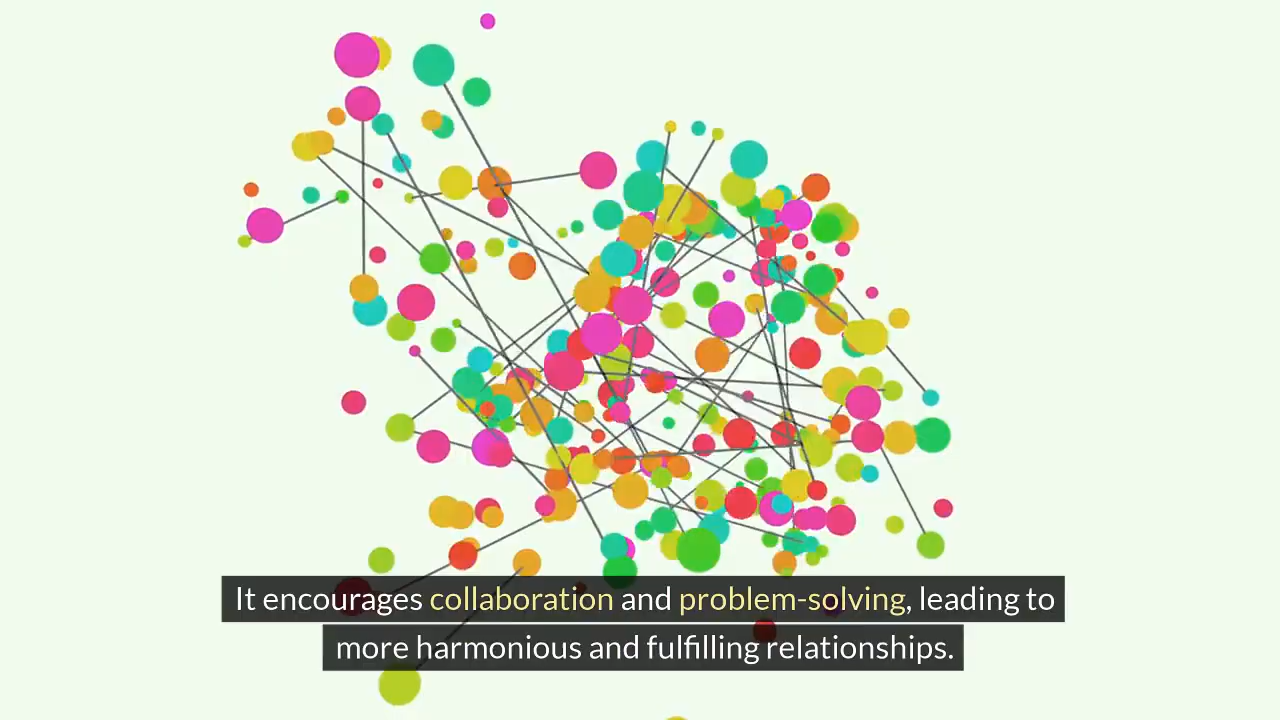 It encourages collaboration and problem-solving, leading to
more harmonious and fulfilling relationships.